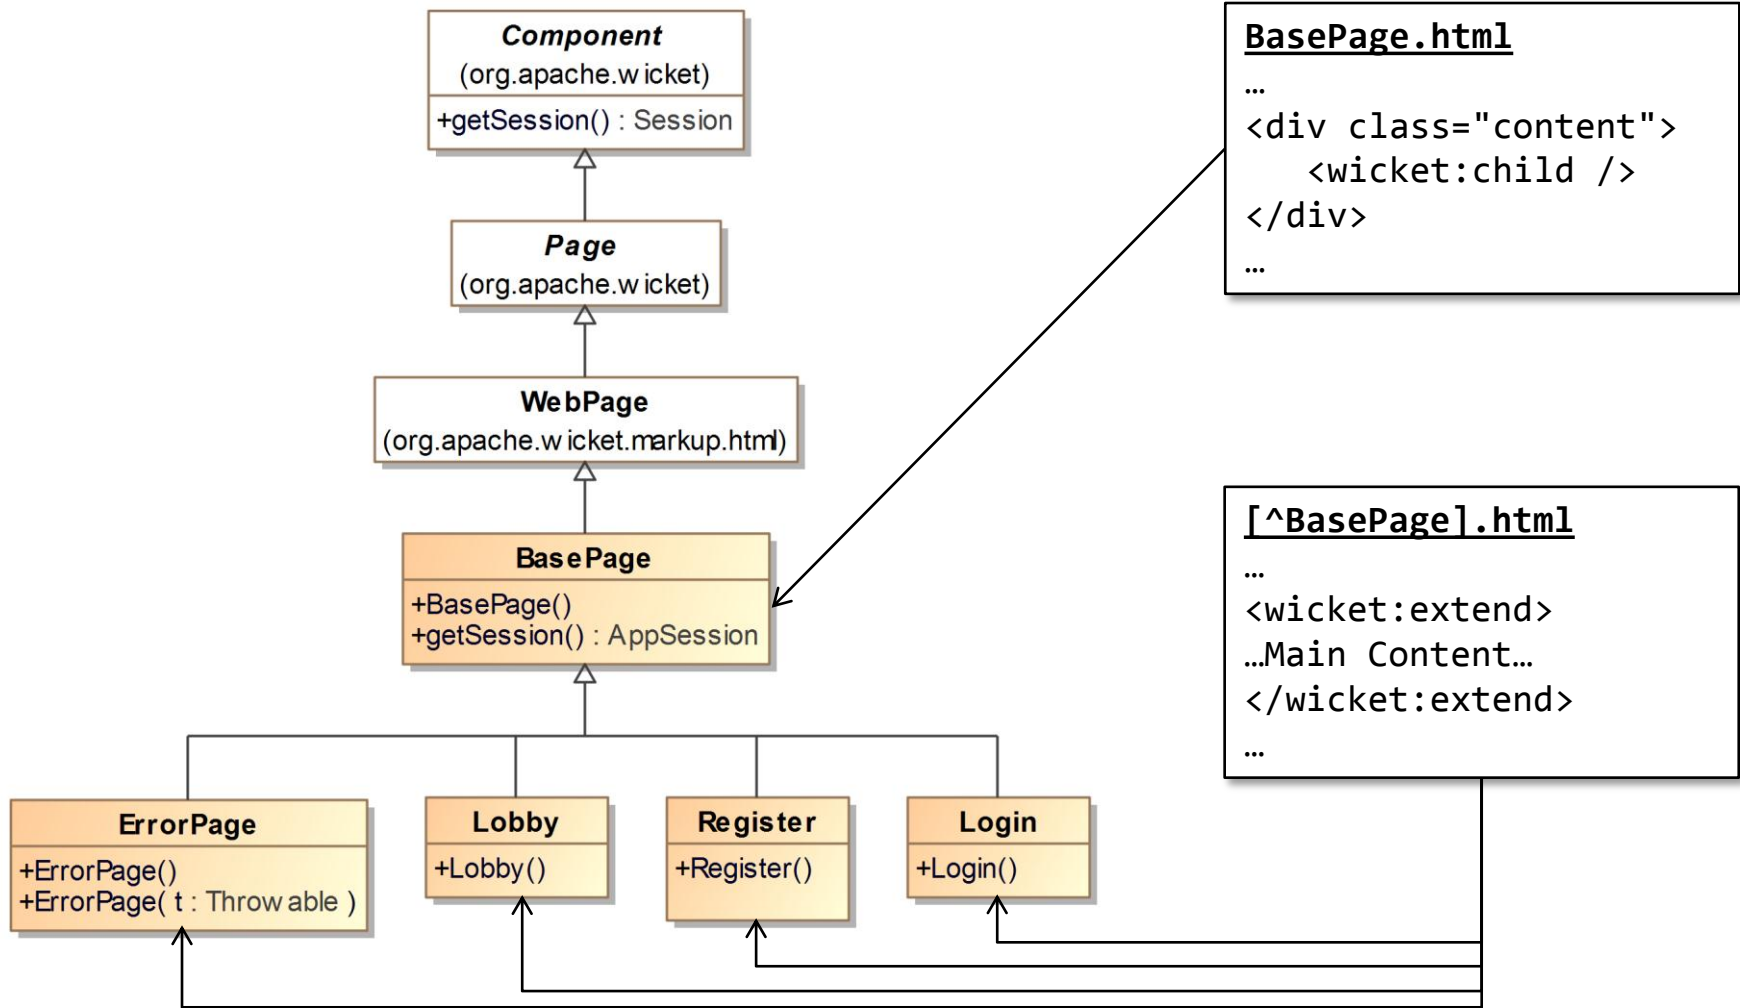 Component
(org.apache.wicket)
+getSession() : Session
Page
(org.apache.wicket)
WebPage
(org.apache.wicket.markup.html)
BasePage
+BasePage()
+getSession() : AppSession
ErrorPage
+ErrorPage()
+ErrorPage( t : Throwable )
Lobby
+Lobby()
Register
+Register()
Login
+Login()
BasePage.html
…
<div class="content">
<wicket:child />
</div>
…
[^BasePage].html
…
<wicket:extend>
…Main Content…
</wicket:extend>
…